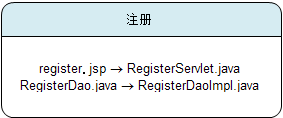 注册
register.jsp → RegisterServlet.java
RegisterDao.java → RegisterDaoImpl.java